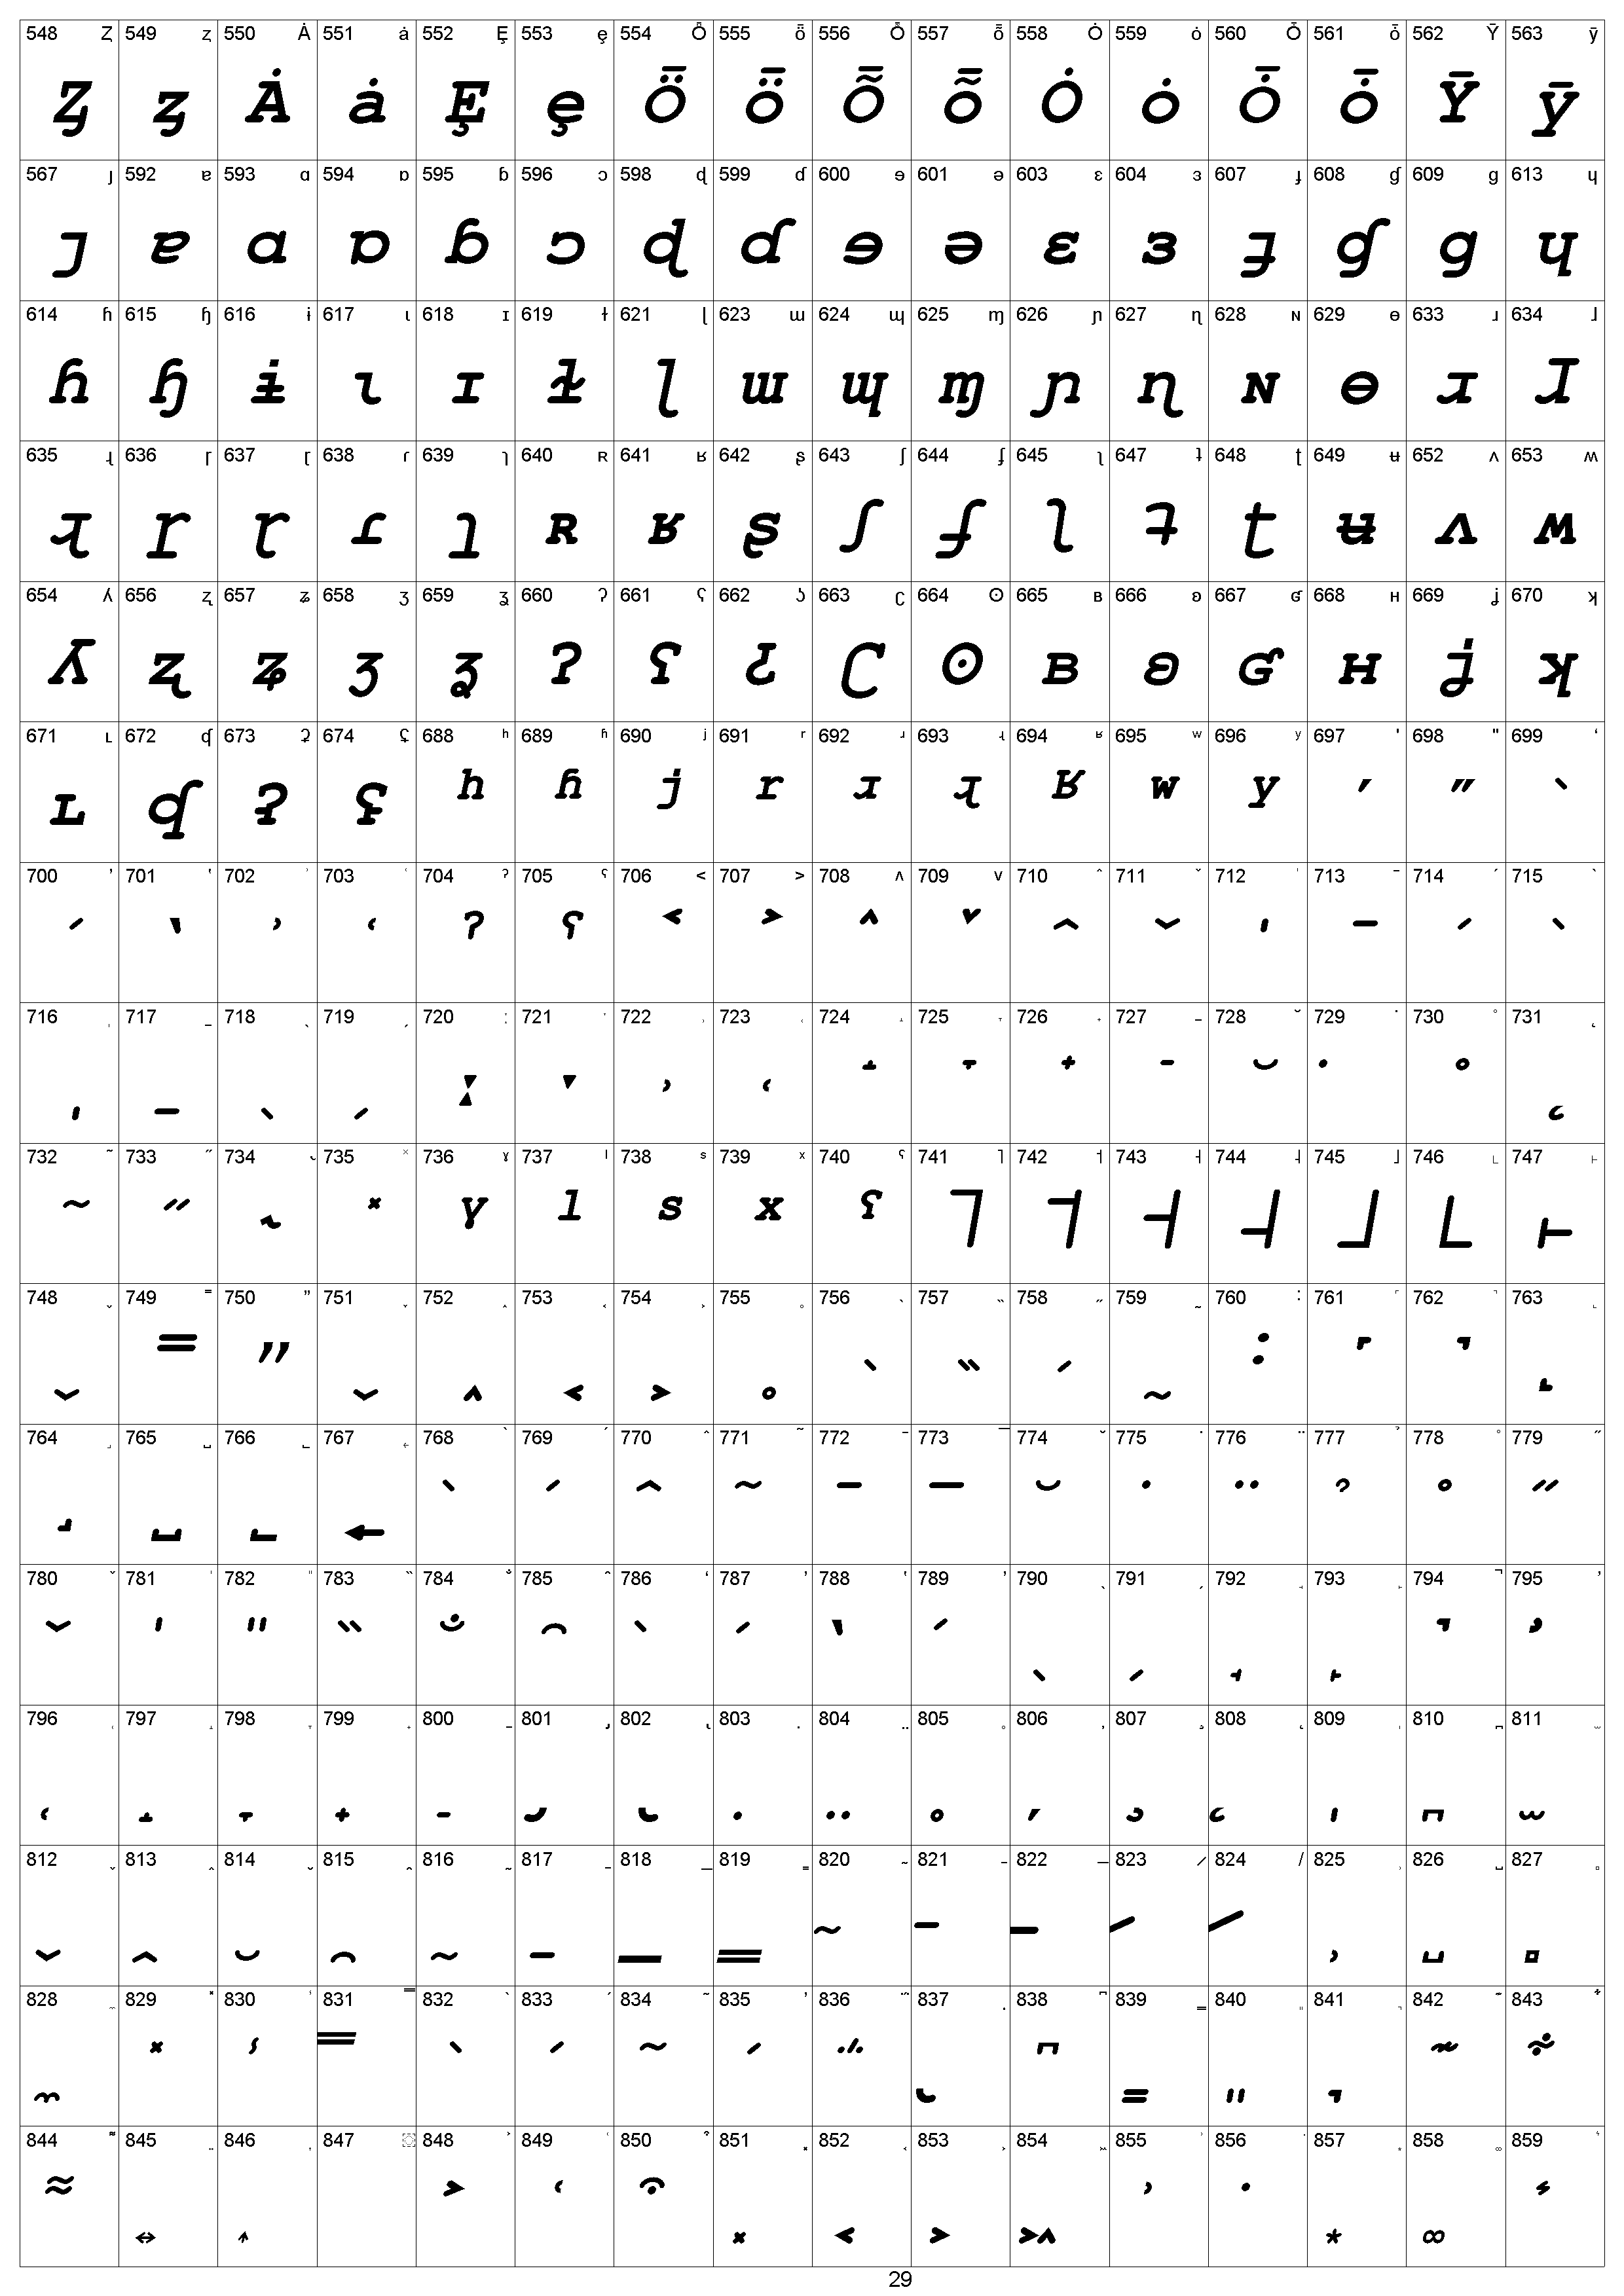 548 Ȥ 549 ȥ 550 Ȧ 551 ȧ 552 Ȩ 553 ȩ 554 Ȫ 555 ȫ 556 Ȭ 557 ȭ 558 Ȯ 559 ȯ 560 Ȱ 561 ȱ 562 Ȳ 563 ȳ
Ȥ ȥ Ȧ ȧ Ȩ ȩ Ȫ ȫ Ȭ ȭ Ȯ ȯ Ȱ ȱ Ȳ ȳ
567 ȷ 592 ɐ 593 ɑ 594 ɒ 595 ɓ 596 ɔ 598 ɖ 599 ɗ 600 ɘ 601 ə 603 ɛ 604 ɜ 607 ɟ 608 ɠ 609 ɡ 613 ɥ
ȷ ɐ ɑ ɒ ɓ ɔ ɖ ɗ ɘ ə ɛ ɜ ɟ ɠ ɡ ɥ
614 ɦ 615 ɧ 616 ɨ 617 ɩ 618 ɪ 619 ɫ 621 ɭ 623 ɯ 624 ɰ 625 ɱ 626 ɲ 627 ɳ 628 ɴ 629 ɵ 633 ɹ 634 ɺ
ɦ ɧ ɨ ɩ ɪ ɫ ɭ ɯ ɰ ɱ ɲ ɳ ɴ ɵ ɹ ɺ
635 ɻ 636 ɼ 637 ɽ 638 ɾ 639 ɿ 640 ʀ 641 ʁ 642 ʂ 643 ʃ 644 ʄ 645 ʅ 647 ʇ 648 ʈ 649 ʉ 652 ʌ 653 ʍ
ɻ ɼ ɽ ɾ ɿ ʀ ʁ ʂ ʃ ʄ ʅ ʇ ʈ ʉ ʌ ʍ
654 ʎ 656 ʐ 657 ʑ 658 ʒ 659 ʓ 660 ʔ 661 ʕ 662 ʖ 663 ʗ 664 ʘ 665 ʙ 666 ʚ 667 ʛ 668 ʜ 669 ʝ 670 ʞ
ʎ ʐ ʑ ʒ ʓ ʔ ʕ ʖ ʗ ʘ ʙ ʚ ʛ ʜ ʝ ʞ
671 ʟ 672 ʠ 673 ʡ 674 ʢ 688 ʰ 689 ʱ 690 ʲ 691 ʳ 692 ʴ 693 ʵ 694 ʶ 695 ʷ 696 ʸ 697 ʹ 698 ʺ 699 ʻ
ʟ ʠ ʡ ʢ ʰ ʱ ʲ ʳ ʴ ʵ ʶ ʷ ʸ ʹ ʺ ʻ
700 ʼ 701 ʽ 702 ʾ 703 ʿ 704 ˀ 705 ˁ 706 ˂ 707 ˃ 708 ˄ 709 ˅ 710 ˆ 711 ˇ 712 ˈ 713 ˉ 714 ˊ 715 ˋ
ʼ ʽ ʾ ʿ ˀ ˁ ˂ ˃ ˄ ˅ ˆ ˇ ˈ ˉ ˊ ˋ
716 ˌ 717 ˍ 718 ˎ 719 ˏ 720 ː 721 ˑ 722 ˒ 723 ˓ 724 ˔ 725 ˕ 726 ˖ 727 ˗ 728 ˘ 729 ˙ 730 ˚ 731 ˛
ˌ ˍ ˎ ˏ ː ˑ ˒ ˓ ˔ ˕ ˖ ˗ ˘ ˙ ˚ ˛
732 ˜ 733 ˝ 734 ˞ 735 ˟ 736 ˠ 737 ˡ 738 ˢ 739 ˣ 740 ˤ 741 ˥ 742 ˦ 743 ˧ 744 ˨ 745 ˩ 746 ˪ 747 ˫
˜ ˝ ˞ ˟ ˠ ˡ ˢ ˣ ˤ ˥ ˦ ˧ ˨ ˩ ˪ ˫
748 ˬ 749 ˭ 750 ˮ 751 ˯ 752 ˰ 753 ˱ 754 ˲ 755 ˳ 756 ˴ 757 ˵ 758 ˶ 759 ˷ 760 ˸ 761 ˹ 762 ˺ 763 ˻
ˬ ˭ ˮ ˯ ˰ ˱ ˲ ˳ ˴ ˵ ˶ ˷ ˸ ˹ ˺ ˻
764 ˼ 765 ˽ 766 ˾ 767 ˿ 768 ̀ 769 ́ 770 ̂ 771 ̃ 772 ̄ 773 ̅ 774 ̆ 775 ̇ 776 ̈ 777 ̉ 778 ̊ 779 ̋
780 ̌ 781 ̍ 782 ̎ 783 ̏ 784 ̐ 785 ̑ 786 ̒ 787 ̓ 788 ̔ 789 ̕ 790 ̖ 791 ̗ 792 ̘ 793 ̙ 794 ̚ 795 ̛
796 ̜ 797 ̝ 798 ̞ 799 ̟ 800 ̠ 801 ̡ 802 ̢ 803 ̣ 804 ̤ 805 ̥ 806 ̦ 807 ̧ 808 ̨ 809 ̩ 810 ̪ 811 ̫
812 ̬ 813 ̭ 814 ̮ 815 ̯ 816 ̰ 817 ̱ 818 ̲ 819 ̳ 820 ̴ 821 ̵ 822 ̶ 823 ̷ 824 ̸ 825 ̹ 826 ̺ 827 ̻
828 ̼ 829 ̽ 830 ̾ 831 ̿ 832 ̀ 833 ́ 834 ͂ 835 ̓ 836 ̈́ 837 ͅ 838 ͆ 839 ͇ 840 ͈ 841 ͉ 842 ͊ 843 ͋
844 ͌ 845 ͍ 846 ͎ 847 848 ͐ 849 ͑ 850 ͒ 851 ͓ 852 ͔ 853 ͕ 854 ͖ 855 ͗ 856 ͘ 857 ͙ 858 ͚ 859 ͛
29